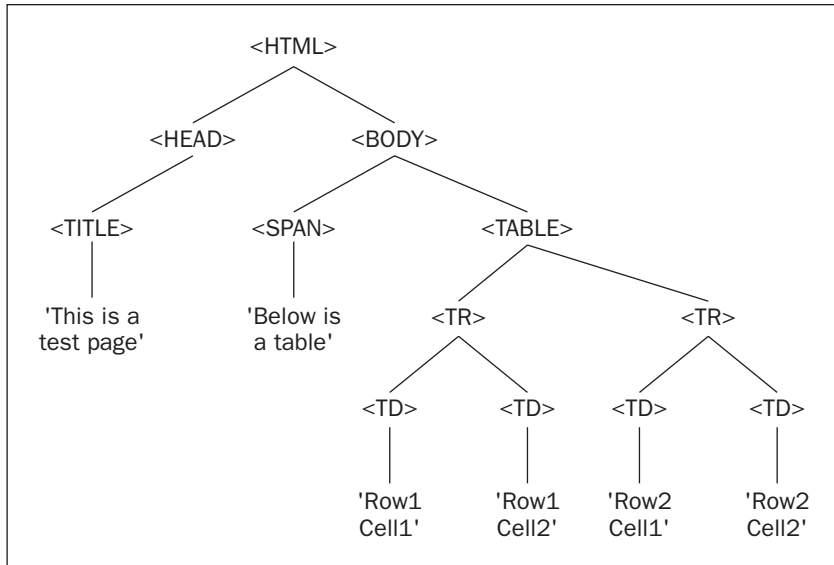 <HTML>
<HEAD>
<BODY>
<TITLE>
<SPAN>
<TABLE>
'This is a
test page'
'Below is
a table'
<TR>
<TR>
<TD>
<TD>
<TD>
<TD>
'Row1
Cell1'
'Row1
Cell2'
'Row2
Cell1'
'Row2
Cell2'